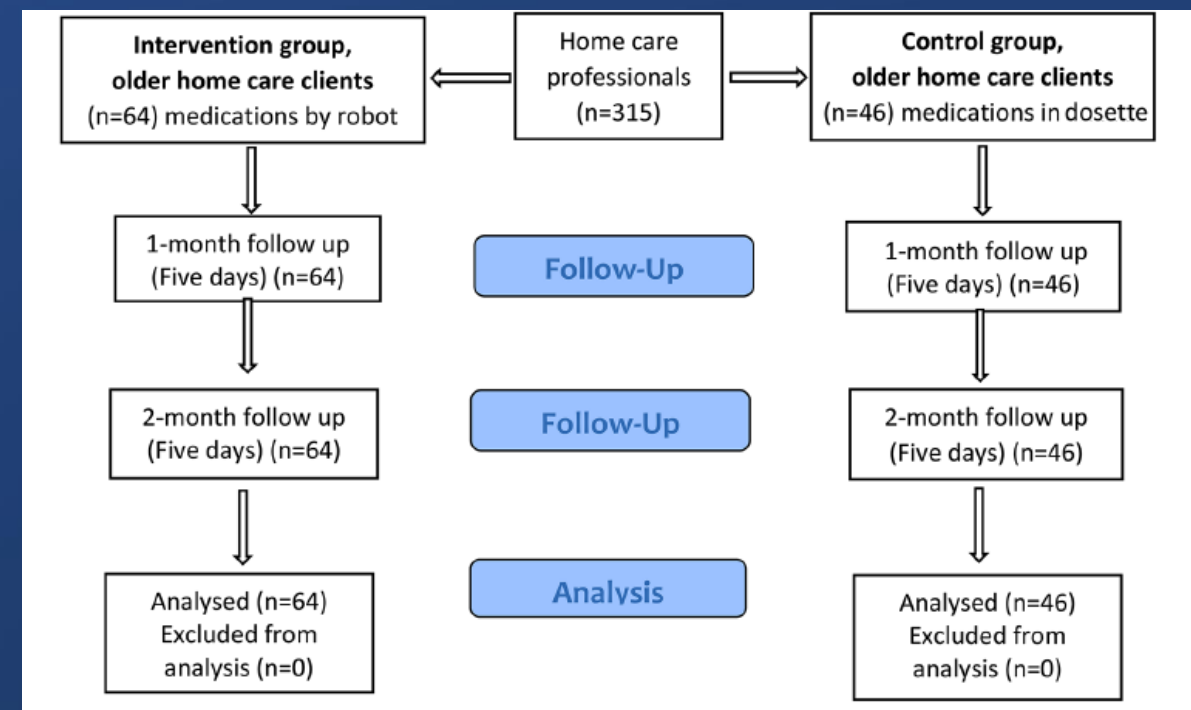 Intervention group,
older home care clients
(n=64) medications by robot
Home care
professionals
(n=315)
Control group,
older home care clients
(n=46) medications in dosette
1-month follow up
(Five days) (n=64)
Follow-Up
1-month follow up
(Five days) (n=46)
2-month follow up
(Five days) (n=64)
Follow-Up
2-month follow up
(Five days) (n=46)
Analysed (n=64)
Excluded from
analysis (n=0)
Analysis
Analysed (n=46)
Excluded from
analysis (n=0)